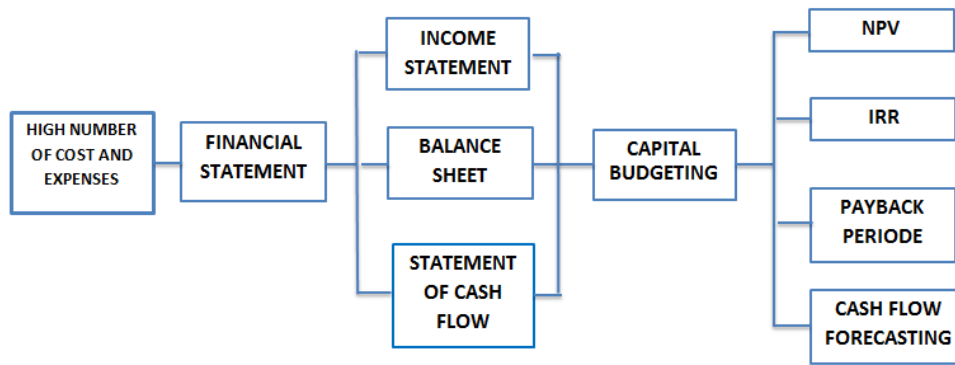 HIGH NUMBER
OF COST AND
EXPENSES
FINANCIAL
STATEMENT
INCOME
STATEMENT
BALANCE
SHEET
STATEMENT
OF CASH
FLOW
CAPITAL
BUDGETING
NPV
IRR
PAYBACK
PERIODE
CASH FLOW
FORECASTING